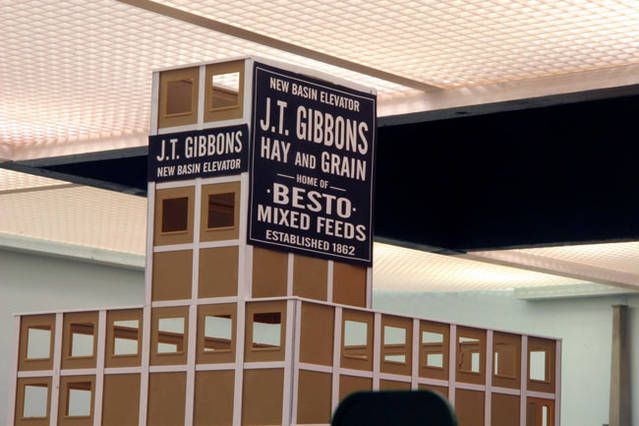 J.T. GIBBONS
NEW BASIN ELEVATOR
NEW BASIN ELEVATOR
J.T. GIBBONS
HAY AND GRAIN
— HOME OF —
·BESTO·
MIXED FEEDS
ESTABLISHED 1862